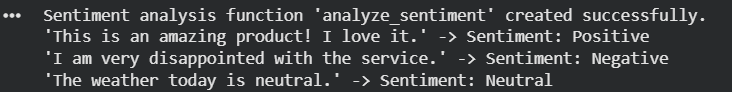 ••• Sentiment analysis function 'analyze_sentiment' created successfully.
'This is an amazing product! I love it.' -> Sentiment: Positive
'I am very disappointed with the service.' -> Sentiment: Negative
'The weather today is neutral.' -> Sentiment: Neutral